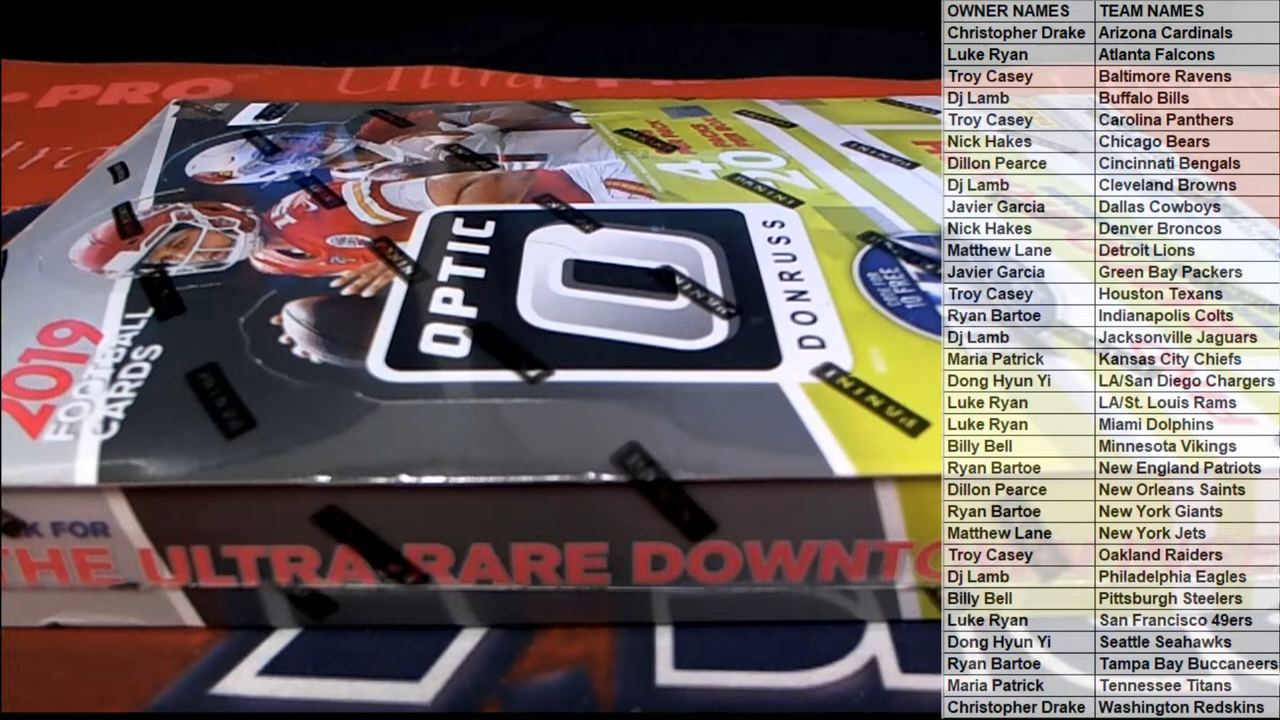 PRO
Ultra
4
20
OPTIC
DONRUSS
2019
FOOTBALL
CARDS
PANINI
PANINI
PANINI
PANINI
PANINI
K FOR
THE ULTRA-RARE DOWNTO
OWNER NAMES TEAM NAMES
Christopher Drake Arizona Cardinals
Luke Ryan Atlanta Falcons
Troy Casey Baltimore Ravens
Dj Lamb Buffalo Bills
Troy Casey Carolina Panthers
Nick Hakes Chicago Bears
Dillon Pearce Cincinnati Bengals
Dj Lamb Cleveland Browns
Javier Garcia Dallas Cowboys
Nick Hakes Denver Broncos
Matthew Lane Detroit Lions
Javier Garcia Green Bay Packers
Troy Casey Houston Texans
Ryan Bartoe Indianapolis Colts
Dj Lamb Jacksonville Jaguars
Maria Patrick Kansas City Chiefs
Dong Hyun Yi LA/San Diego Chargers
Luke Ryan LA/St. Louis Rams
Luke Ryan Miami Dolphins
Billy Bell Minnesota Vikings
Ryan Bartoe New England Patriots
Dillon Pearce New Orleans Saints
Ryan Bartoe New York Giants
Matthew Lane New York Jets
Troy Casey Oakland Raiders
Dj Lamb Philadelphia Eagles
Billy Bell Pittsburgh Steelers
Luke Ryan San Francisco 49ers
Dong Hyun Yi Seattle Seahawks
Ryan Bartoe Tampa Bay Buccaneers
Maria Patrick Tennessee Titans
Christopher Drake Washington Redskins